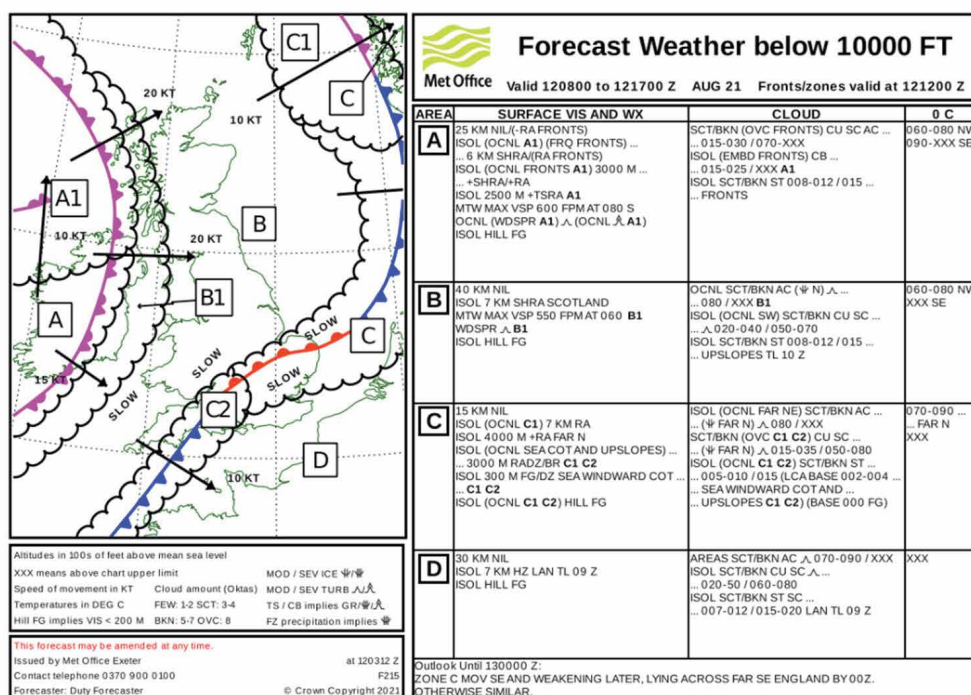 C1
20 KT
C
10 KT
A1
B
10 KT
20 KT
B1
A
SLOW
C
15 KT
SLOW
SLOW
SLOW
C2
D
10 KT
Altitudes in 100s of feet above mean sea level
XXX means above chart upper limit MOD / SEV ICE /
Speed of movement in KT Cloud amount (Oktas) MOD / SEV TURB /
Temperatures in DEG C FEW: 1-2 SCT: 3-4 TS / CB implies GR/ /
Hill FG implies VIS < 200 M BKN: 5-7 OVC: 8 FZ precipitation implies
This forecast may be amended at any time.
Issued by Met Office Exeter at 120312 Z
Contact telephone 0370 900 0100 F215
Forecaster: Duty Forecaster © Crown Copyright 2021
Met Office
Forecast Weather below 10000 FT
Valid 120800 to 121700 Z AUG 21 Fronts/zones valid at 121200 Z
AREA SURFACE VIS AND WX CLOUD 0 C
A
25 KM NIL/(-RA FRONTS)
ISOL (OCNL A1) (FRQ FRONTS) ...
... 6 KM SHRA/(RA FRONTS)
ISOL (OCNL FRONTS A1) 3000 M ...
... +SHRA/+RA
ISOL 2500 M +TSRA A1
MTW MAX VSP 600 FPM AT 080 S
OCNL (WDSPR A1) (OCNL A1)
ISOL HILL FG
SCT/BKN (OVC FRONTS) CU SC AC ...
... 015-030 / 070-XXX
ISOL (EMBD FRONTS) CB ...
... 015-025 / XXX A1
ISOL SCT/BKN ST 008-012 / 015 ...
... FRONTS
060-080 NW
090-XXX SE
B
40 KM NIL
ISOL 7 KM SHRA SCOTLAND
MTW MAX VSP 550 FPM AT 060 B1
WDSPR B1
ISOL HILL FG
OCNL SCT/BKN AC ( N) ...
... 080 / XXX B1
ISOL (OCNL SW) SCT/BKN CU SC ...
... 020-040 / 050-070
ISOL SCT/BKN ST 008-012 / 015 ...
... UPSLOPES TL 10 Z
060-080 NW
XXX SE
C
15 KM NIL
ISOL (OCNL C1) 7 KM RA
ISOL 4000 M +RA FAR N
ISOL (OCNL SEA COT AND UPSLOPES) ...
... 3000 M RADZ/BR C1 C2
ISOL 300 M FG/DZ SEA WINDWARD COT ...
... C1 C2
ISOL (OCNL C1 C2) HILL FG
ISOL (OCNL FAR NE) SCT/BKN AC ...
... ( FAR N) 080 / XXX
SCT/BKN (OVC C1 C2) CU SC ...
... ( FAR N) 015-035 / 050-080
ISOL (OCNL C1 C2) SCT/BKN ST ...
... 005-010 / 015 (LCA BASE 002-004 ...
... SEA WINDWARD COT AND ...
... UPSLOPES C1 C2) (BASE 000 FG)
070-090 ...
... FAR N
XXX
D
30 KM NIL
ISOL 7 KM HZ LAN TL 09 Z
ISOL HILL FG
AREAS SCT/BKN AC 070-090 / XXX
ISOL SCT/BKN CU SC ...
... 020-50 / 060-080
ISOL SCT/BKN ST SC ...
... 007-012 / 015-020 LAN TL 09 Z
XXX
Outlook Until 130000 Z:
ZONE C MOV SE AND WEAKENING LATER, LYING ACROSS FAR SE ENGLAND BY 00Z.
OTHERWISE SIMILAR.